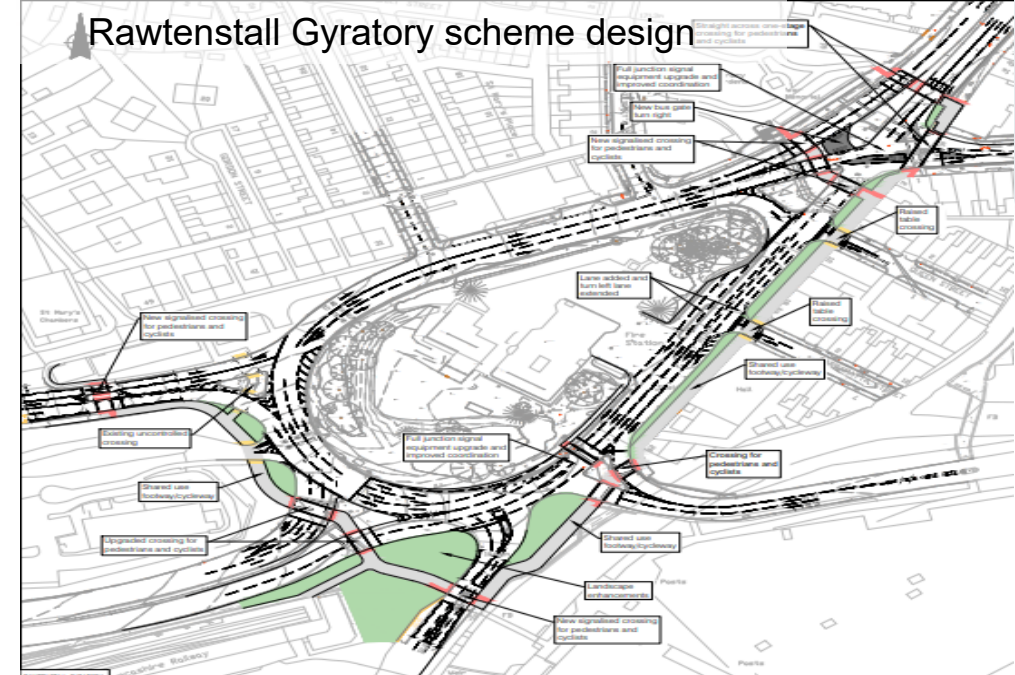 Rawtenstall Gyratory scheme design
Straight across one-stage
crossing for pedestrians
and cyclists
Full junction signal
equipment upgrade and
improved coordination
New bus gate
turn right
New signalised crossing
for pedestrians and
cyclists
Raised
table
crossing
Lane added and
turn left lane
extended
Raised
table
crossing
St Mary's
Chambers
New signalised crossing
for pedestrians and
cyclists
Fire
Station
Shared use
footway/cycleway
Hall
Existing uncontrolled
crossing
Full junction signal
equipment upgrade and
improved coordination
Crossing for
pedestrians and
cyclists
Shared use
footway/cycleway
Upgraded crossing for
pedestrians and cyclists
Shared use
footway/cycleway
Landscape
enhancements
Posts
New signalised crossing
for pedestrians and
cyclists
Railway
Posts